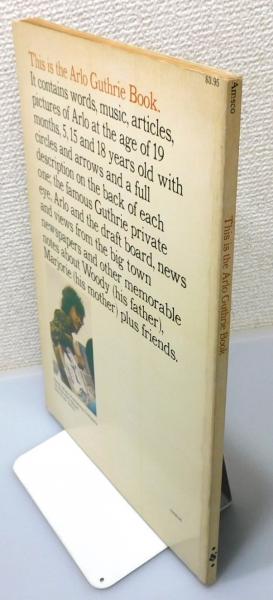 This is the Arlo Guthrie Book.
It contains words, music, articles,
pictures of Arlo at the age of 19
months, 5, 15 and 18 years old with
circles and arrows and a full
description on the back of each
one; the famous Guthrie private
eye, Arlo and the draft board, news
and views from the big town
newspapers and other memorable
notes about Woody (his father),
Marjorie (his mother) plus friends.
$3.95
Amsco
This is the Arlo Guthrie Book